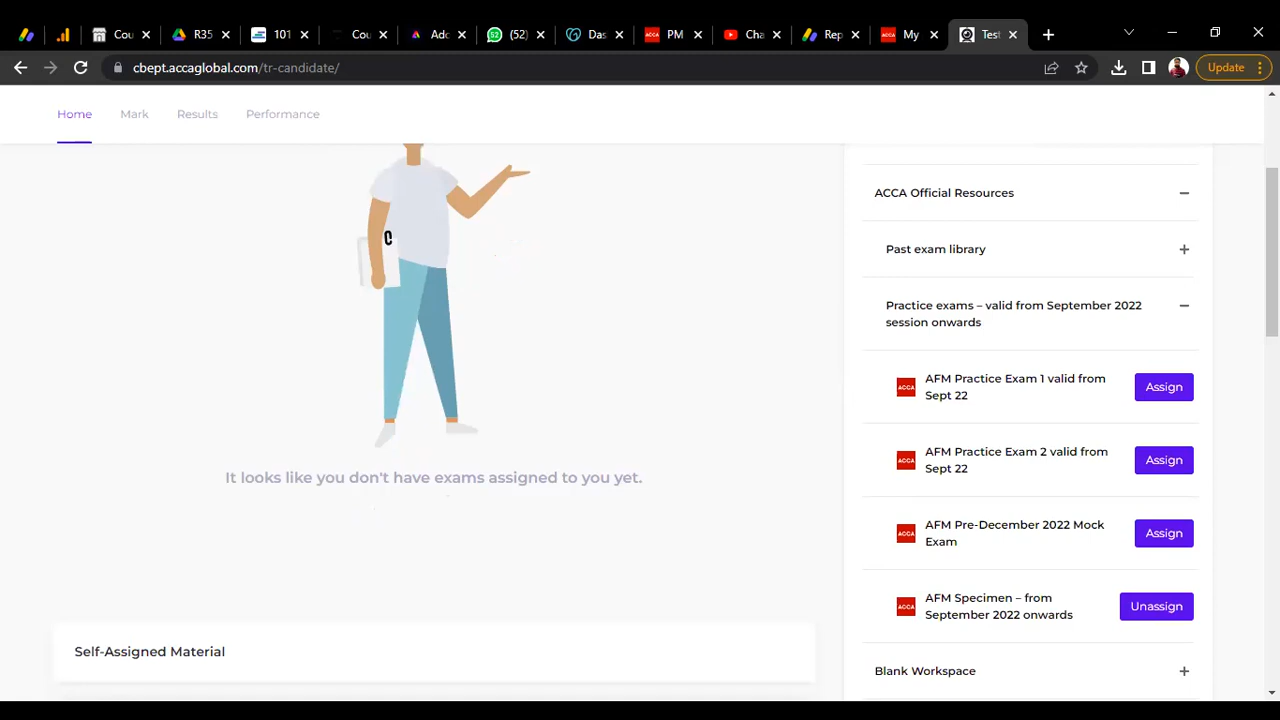 Cou
R35
101
Cou
Adc
(52)
Das
PM
Cha
Rep
My
Test
cbept.accaglobal.com/tr-candidate/
Update
Home
Mark
Results
Performance
It looks like you don't have exams assigned to you yet.
Self-Assigned Material
ACCA Official Resources
Past exam library
Practice exams – valid from September 2022
session onwards
ACCA
AFM Practice Exam 1 valid from
Sept 22
Assign
ACCA
AFM Practice Exam 2 valid from
Sept 22
Assign
ACCA
AFM Pre-December 2022 Mock
Exam
Assign
ACCA
AFM Specimen – from
September 2022 onwards
Unassign
Blank Workspace